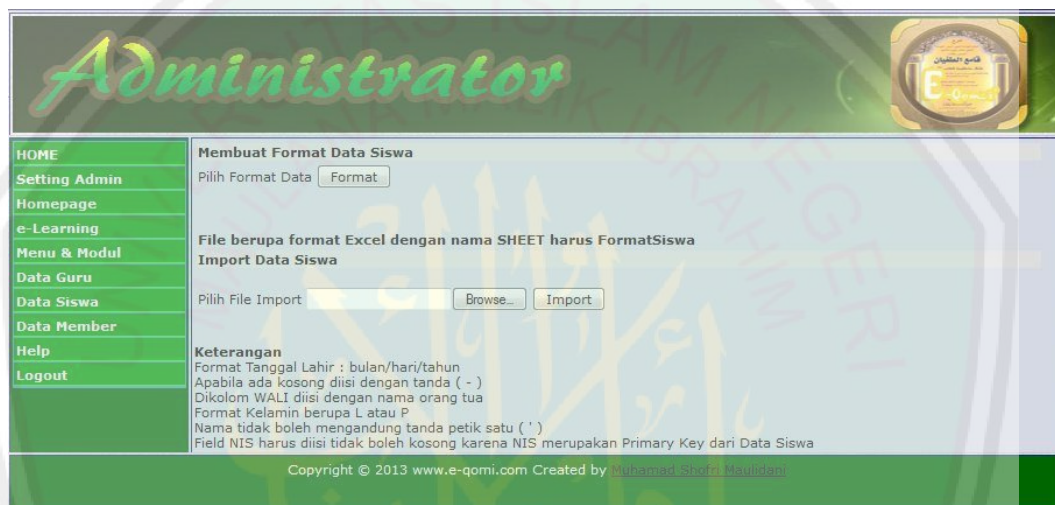 Administrator
قامع الطغيان
HOME
Setting Admin
Homepage
e-Learning
Menu & Modul
Data Guru
Data Siswa
Data Member
Help
Logout
Membuat Format Data Siswa
Pilih Format Data Format
File berupa format Excel dengan nama SHEET harus FormatSiswa
Import Data Siswa
Pilih File Import Browse... Import
Keterangan
Format Tanggal Lahir : bulan/hari/tahun
Apabila ada kosong diisi dengan tanda ( - )
Dikolom WALI diisi dengan nama orang tua
Format Kelamin berupa L atau P
Nama tidak boleh mengandung tanda petik satu ( ' )
Field NIS harus diisi tidak boleh kosong karena NIS merupakan Primary Key dari Data Siswa
Copyright © 2013 www.e-qomi.com Created by Muhamad Shofri Maulidani